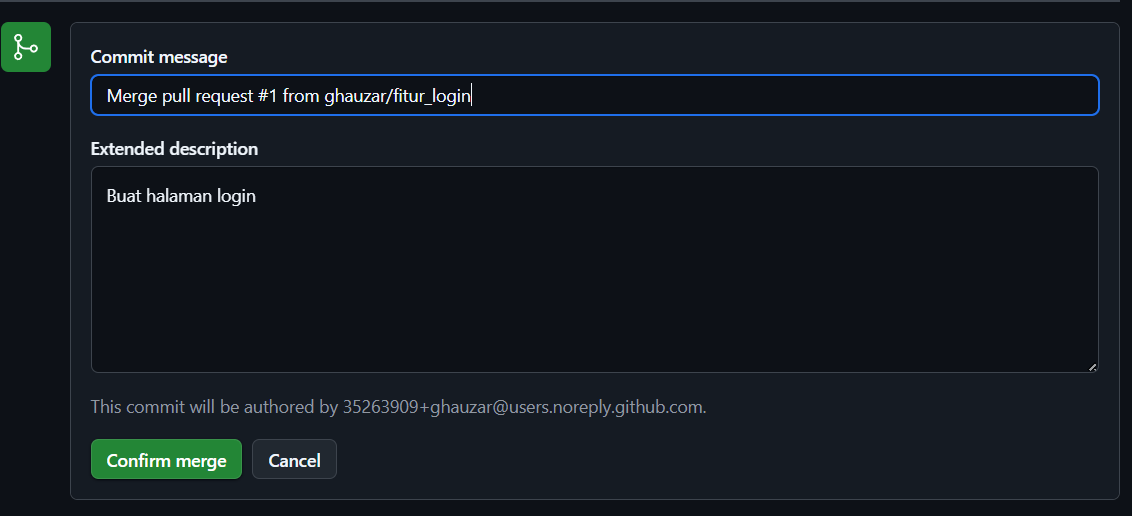 Commit message
Merge pull request #1 from ghauzar/fitur_login
Extended description
Buat halaman login
This commit will be authored by 35263909+ghauzar@users.noreply.github.com.
Confirm merge
Cancel